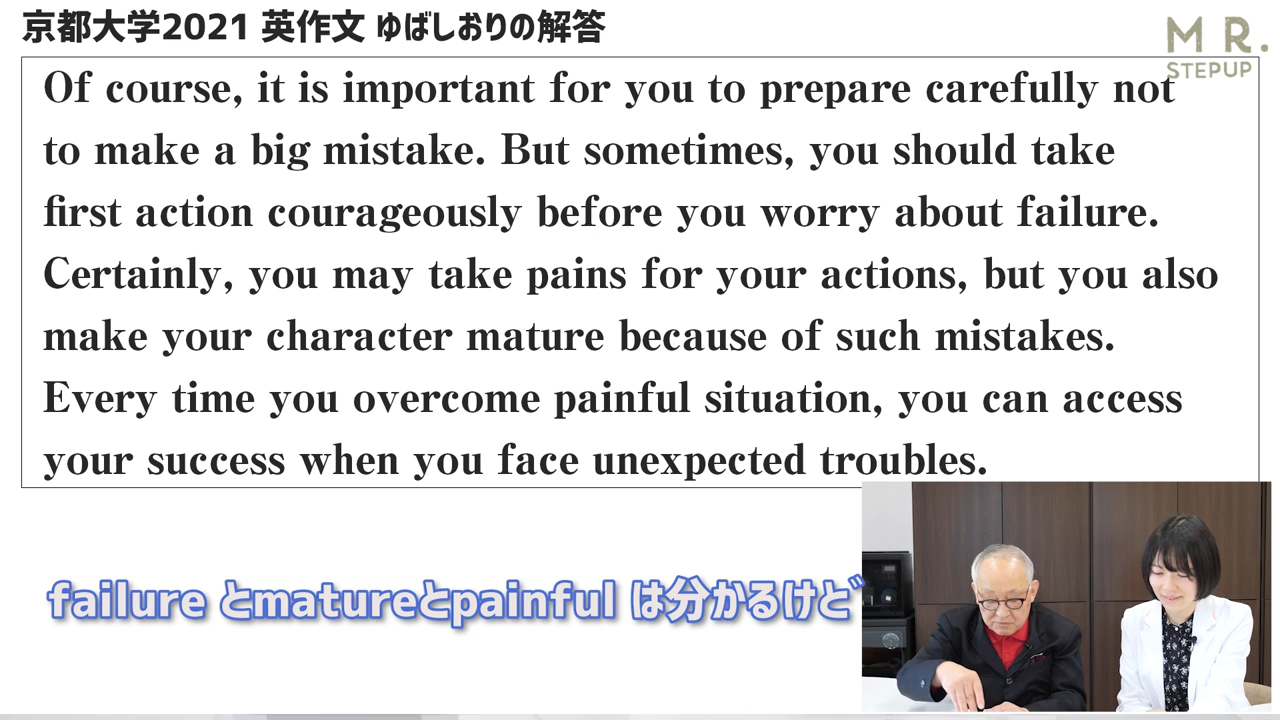 京都大学2021 英作文 ゆばしおりの解答
MR.
STEPUP
Of course, it is important for you to prepare carefully not
to make a big mistake. But sometimes, you should take
first action courageously before you worry about failure.
Certainly, you may take pains for your actions, but you also
make your character mature because of such mistakes.
Every time you overcome painful situation, you can access
your success when you face unexpected troubles.
failure とmatureとpainful は分かるけど